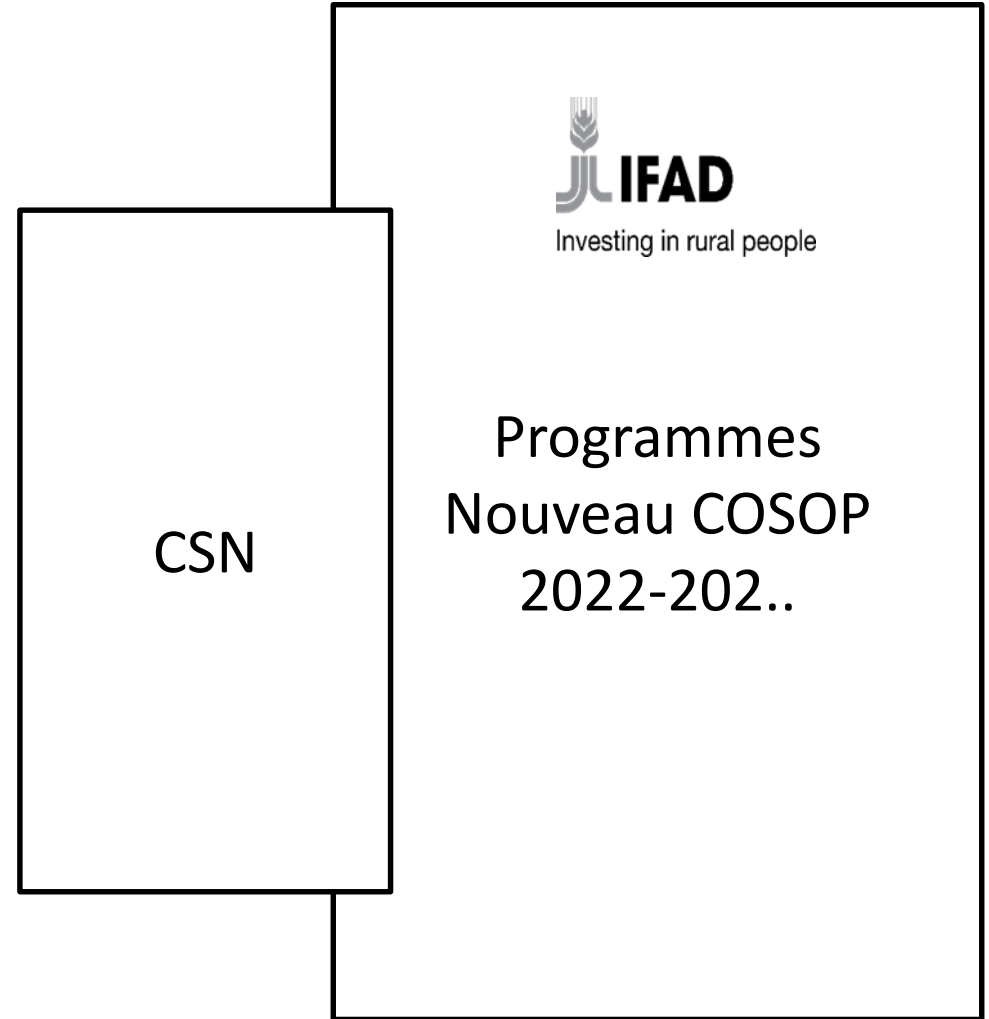 IFAD
Investing in rural people
Programmes
Nouveau COSOP
2022-202..
CSN